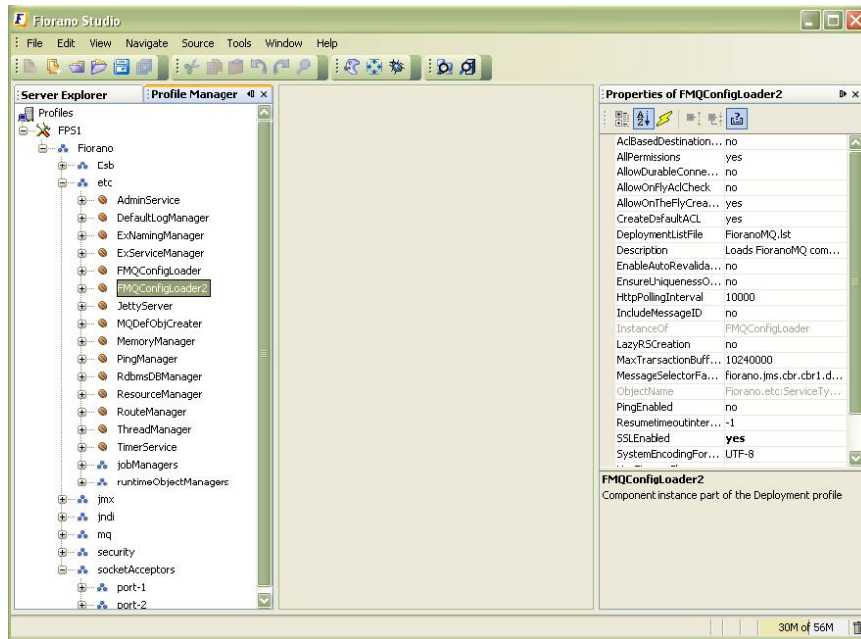 Fiorano Studio
File Edit View Navigate Source Tools Window Help
Server Explorer
Profile Manager
Profiles
FPS1
Fiorano
Esb
etc
AdminService
DefaultLogManager
ExNamingManager
ExServiceManager
FMQConfigLoader
FMQConfigLoader2
JettyServer
MQDefObjCreater
MemoryManager
PingManager
RdbmsDBManager
ResourceManager
RouteManager
ThreadManager
TimerService
jobManagers
runtimeObjectManagers
jmx
jndi
mq
security
socketAcceptors
port-1
port-2
Properties of FMQConfigLoader2
AclBasedDestination... no
AllPermissions yes
AllowDurableConne... no
AllowOnFlyAclCheck no
AllowOnTheFlyCrea... yes
CreateDefaultACL yes
DeploymentListFile FioranoMQ.lst
Description Loads FioranoMQ com...
EnableAutoRevalida... no
EnsureUniquenessO... no
HttpPollingInterval 10000
IncludeMessageID no
InstanceOf FMQConfigLoader
LazyRSCreation no
MaxTransactionBuff... 10240000
MessageSelectorFa... fiorano.jms.cbr.cbr1.d...
ObjectName Fiorano.etc:ServiceTy...
PingEnabled no
Resumetimeoutinter... -1
SSLEnabled yes
SystemEncodingFor... UTF-8
FMQConfigLoader2
Component instance part of the Deployment profile
30M of 56M